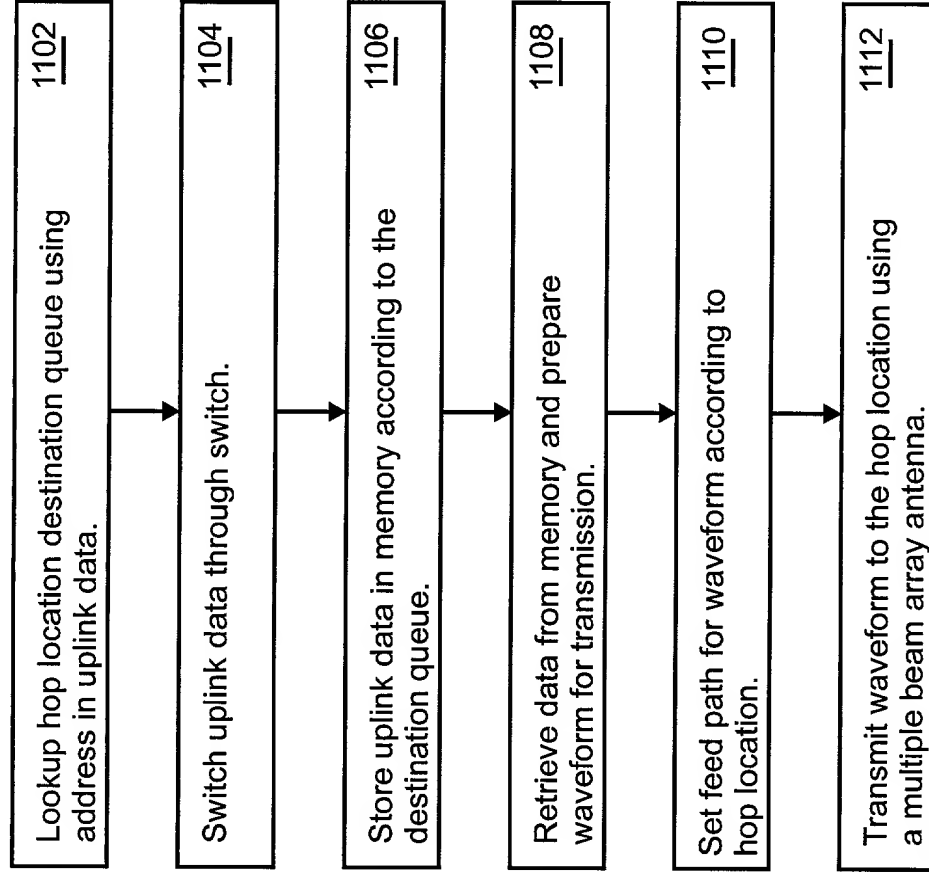 Lookup hop location destination queue using
address in uplink data.
1102
Switch uplink data through switch.
1104
Store uplink data in memory according to the
destination queue.
1106
Retrieve data from memory and prepare
waveform for transmission.
1108
Set feed path for waveform according to
hop location.
1110
Transmit waveform to the hop location using
a multiple beam array antenna.
1112